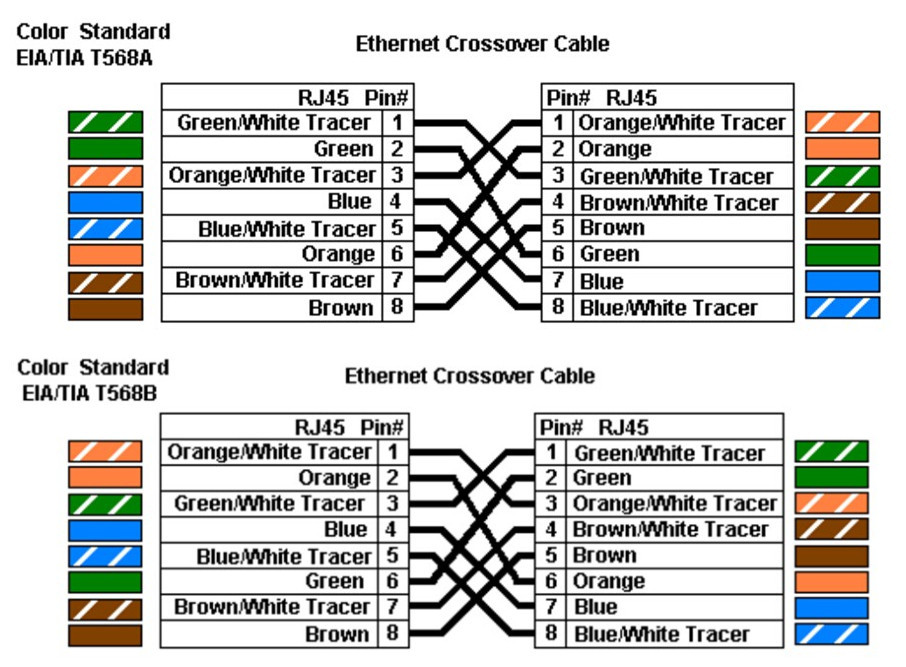 Color Standard
EIA/TIA T568A
Ethernet Crossover Cable
RJ45 Pin# Pin# RJ45
Green/White Tracer 1 1 Orange/White Tracer
Green 2 2 Orange
Orange/White Tracer 3 3 Green/White Tracer
Blue 4 4 Brown/White Tracer
Blue/White Tracer 5 5 Brown
Orange 6 6 Green
Brown/White Tracer 7 7 Blue
Brown 8 8 Blue/White Tracer
Color Standard
EIA/TIA T568B
Ethernet Crossover Cable
RJ45 Pin# Pin# RJ45
Orange/White Tracer 1 1 Green/White Tracer
Orange 2 2 Green
Green/White Tracer 3 3 Orange/White Tracer
Blue 4 4 Brown/White Tracer
Blue/White Tracer 5 5 Brown
Green 6 6 Orange
Brown/White Tracer 7 7 Blue
Brown 8 8 Blue/White Tracer